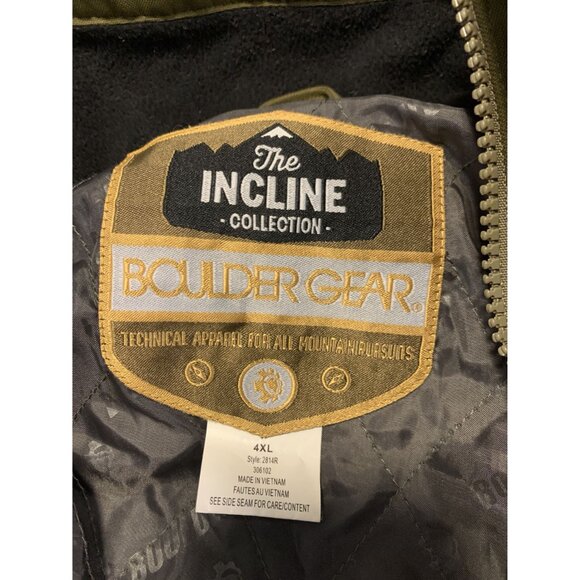 The
INCLINE
- COLLECTION -
BOULDER GEAR®
TECHNICAL APPAREL FOR ALL MOUNTAIN PURSUITS
4XL
Style: 2814R
306102
MADE IN VIETNAM
FAUTES AU VIETNAM
SEE SIDE SEAM FOR CARE/CONTENT